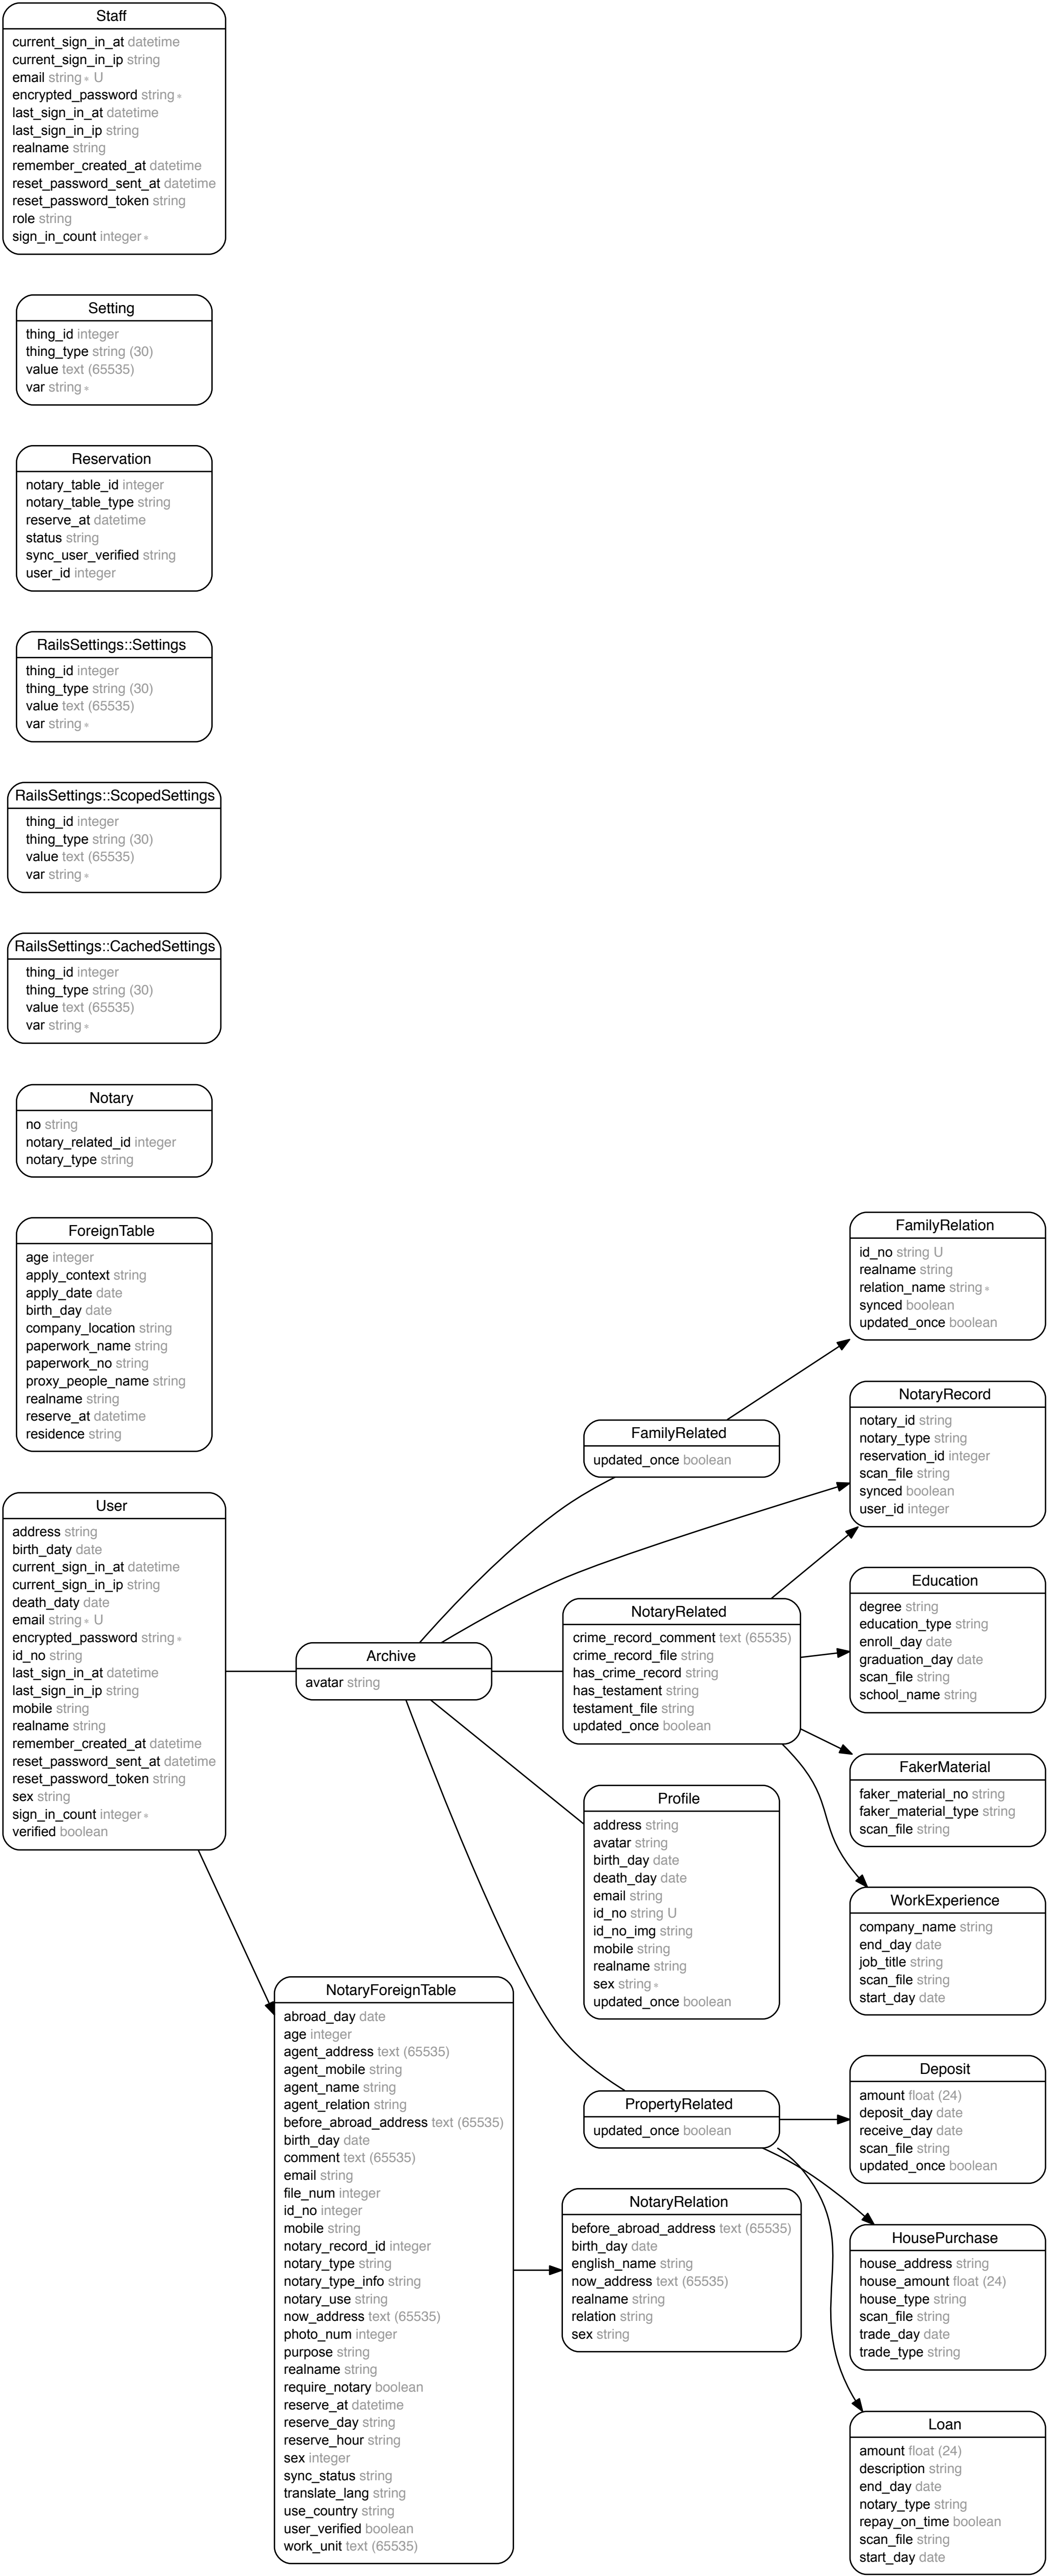 Staff
current_sign_in_at datetime
current_sign_in_ip string
email string * U
encrypted_password string *
last_sign_in_at datetime
last_sign_in_ip string
realname string
remember_created_at datetime
reset_password_sent_at datetime
reset_password_token string
role string
sign_in_count integer *
Setting
thing_id integer
thing_type string (30)
value text (65535)
var string *
Reservation
notary_table_id integer
notary_table_type string
reserve_at datetime
status string
sync_user_verified string
user_id integer
RailsSettings::Settings
thing_id integer
thing_type string (30)
value text (65535)
var string *
RailsSettings::ScopedSettings
thing_id integer
thing_type string (30)
value text (65535)
var string *
RailsSettings::CachedSettings
thing_id integer
thing_type string (30)
value text (65535)
var string *
Notary
no string
notary_related_id integer
notary_type string
ForeignTable
age integer
apply_context string
apply_date date
birth_day date
company_location string
paperwork_name string
paperwork_no string
proxy_people_name string
realname string
reserve_at datetime
residence string
User
address string
birth_daty date
current_sign_in_at datetime
current_sign_in_ip string
death_daty date
email string * U
encrypted_password string *
id_no string
last_sign_in_at datetime
last_sign_in_ip string
mobile string
realname string
remember_created_at datetime
reset_password_sent_at datetime
reset_password_token string
sex string
sign_in_count integer *
verified boolean
Archive
avatar string
NotaryForeignTable
abroad_day date
age integer
agent_address text (65535)
agent_mobile string
agent_name string
agent_relation string
before_abroad_address text (65535)
birth_day date
comment text (65535)
email string
file_num integer
id_no integer
mobile string
notary_record_id integer
notary_type string
notary_type_info string
notary_use string
now_address text (65535)
photo_num integer
purpose string
realname string
require_notary boolean
reserve_at datetime
reserve_day string
reserve_hour string
sex integer
sync_status string
translate_lang string
use_country string
user_verified boolean
work_unit text (65535)
FamilyRelated
updated_once boolean
NotaryRelated
crime_record_comment text (65535)
crime_record_file string
has_crime_record string
has_testament string
testament_file string
updated_once boolean
Profile
address string
avatar string
birth_day date
death_day date
email string
id_no string U
id_no_img string
mobile string
realname string
sex string *
updated_once boolean
PropertyRelated
updated_once boolean
NotaryRelation
before_abroad_address text (65535)
birth_day date
english_name string
now_address text (65535)
realname string
relation string
sex string
FamilyRelation
id_no string U
realname string
relation_name string *
synced boolean
updated_once boolean
NotaryRecord
notary_id string
notary_type string
reservation_id integer
scan_file string
synced boolean
user_id integer
Education
degree string
education_type string
enroll_day date
graduation_day date
scan_file string
school_name string
FakerMaterial
faker_material_no string
faker_material_type string
scan_file string
WorkExperience
company_name string
end_day date
job_title string
scan_file string
start_day date
Deposit
amount float (24)
deposit_day date
receive_day date
scan_file string
updated_once boolean
HousePurchase
house_address string
house_amount float (24)
house_type string
scan_file string
trade_day date
trade_type string
Loan
amount float (24)
description string
end_day date
notary_type string
repay_on_time boolean
scan_file string
start_day date